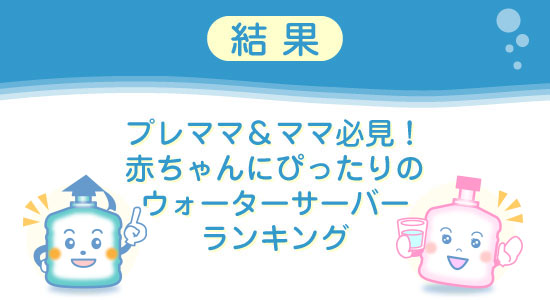 結果
プレママ＆ママ必見！
赤ちゃんにぴったりの
ウォーターサーバー
ランキング